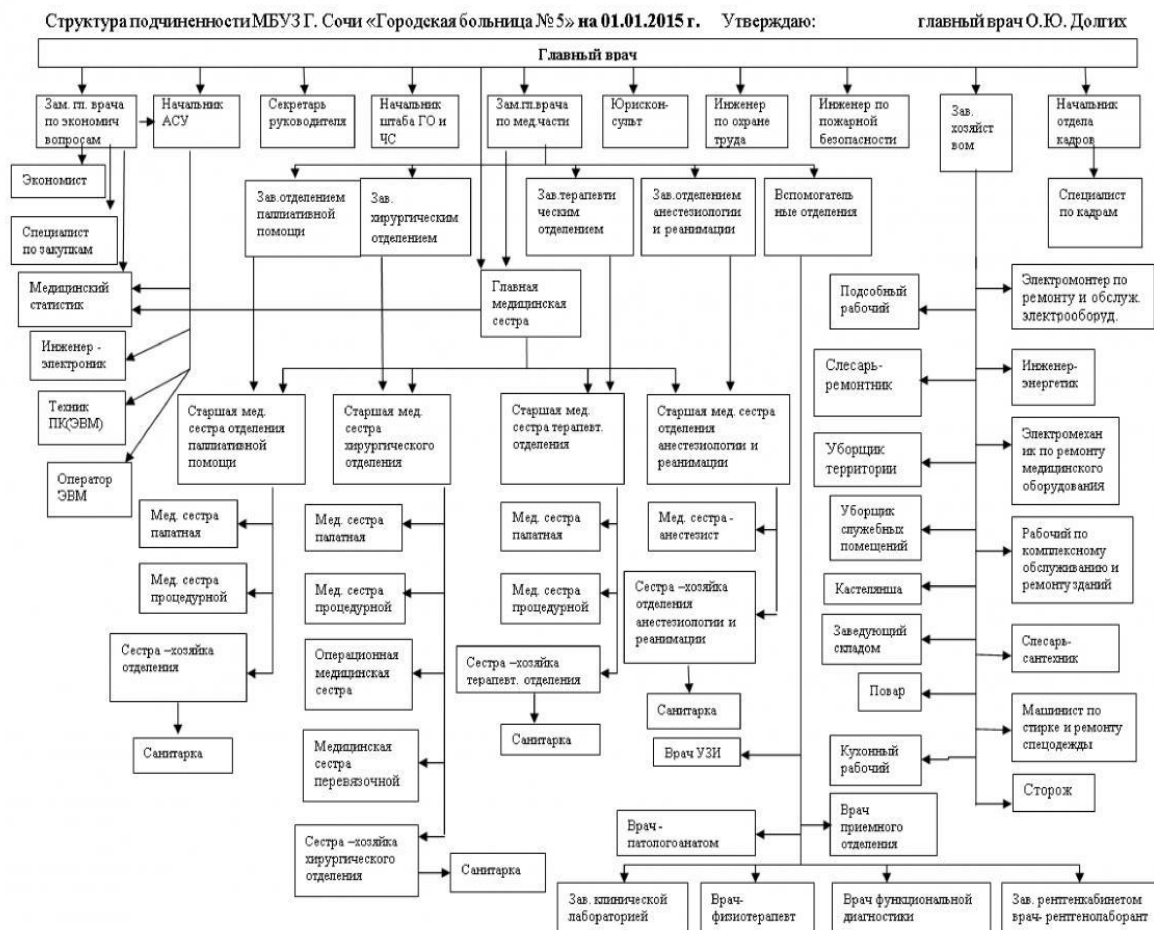 Структура подчиненности МБУЗ Г. Сочи «Городская больница №5» на 01.01.2015 г. Утверждаю: главный врач О.Ю. Долгих
Главный врач
Зам. гл. врача
по экономич
вопросам
Начальник
АСУ
Секретарь
руководителя
Начальник
штаба ГО и
ЧС
Зам.гл.врача
по мед.части
Юрискон-
сульт
Инженер
по охране
труда
Инженер по
пожарной
безопасности
Зав.
хозяйст
вом
Начальник
отдела
кадров
Экономист
Специалист
по закупкам
Медицинский
статистик
Инженер -
электроник
Техник
ПК(ЭВМ)
Оператор
ЭВМ
Зав.отделением
паллиативной
помощи
Зав.
хирургическим
отделением
Зав.терапевти
ческим
отделением
Зав.отделением
анестезиологии
и реанимации
Вспомогатель
ные отделения
Специалист
по кадрам
Главная
медицинская
сестра
Подсобный
рабочий
Электромонтер по
ремонту и обслуж.
электрооборуд.
Слесарь-
ремонтник
Инженер-
энергетик
Старшая мед.
сестра отделения
паллиативной
помощи
Старшая мед.
сестра
хирургического
отделения
Старшая мед.
сестра терапевт.
отделения
Старшая мед. сестра
отделения
анестезиологии и
реанимации
Уборщик
территории
Электромехан
ик по ремонту
медицинского
оборудования
Мед. сестра
палатная
Мед. сестра
палатная
Мед. сестра
палатная
Мед. сестра -
анестезист
Уборщик
служебных
помещений
Рабочий по
комплексному
обслуживанию и
ремонту зданий
Мед. сестра
процедурной
Мед. сестра
процедурной
Мед. сестра
процедурной
Сестра –хозяйка
отделения
анестезиологии и
реанимации
Кастелянша
Заведующий
складом
Слесарь-
сантехник
Сестра –хозяйка
отделения
Операционная
медицинская
сестра
Сестра –хозяйка
терапевт. отделения
Санитарка
Повар
Машинист по
стирке и ремонту
спецодежды
Санитарка
Медицинская
сестра
перевязочной
Санитарка
Врач УЗИ
Кухонный
рабочий
Сторож
Сестра –хозяйка
хирургического
отделения
Санитарка
Врач -
патологоанатом
Врач
приемного
отделения
Зав. клинической
лабораторией
Врач-
физиотерапевт
Врач функциональной
диагностики
Зав. рентгенкабинетом
врач- рентгенолаборант